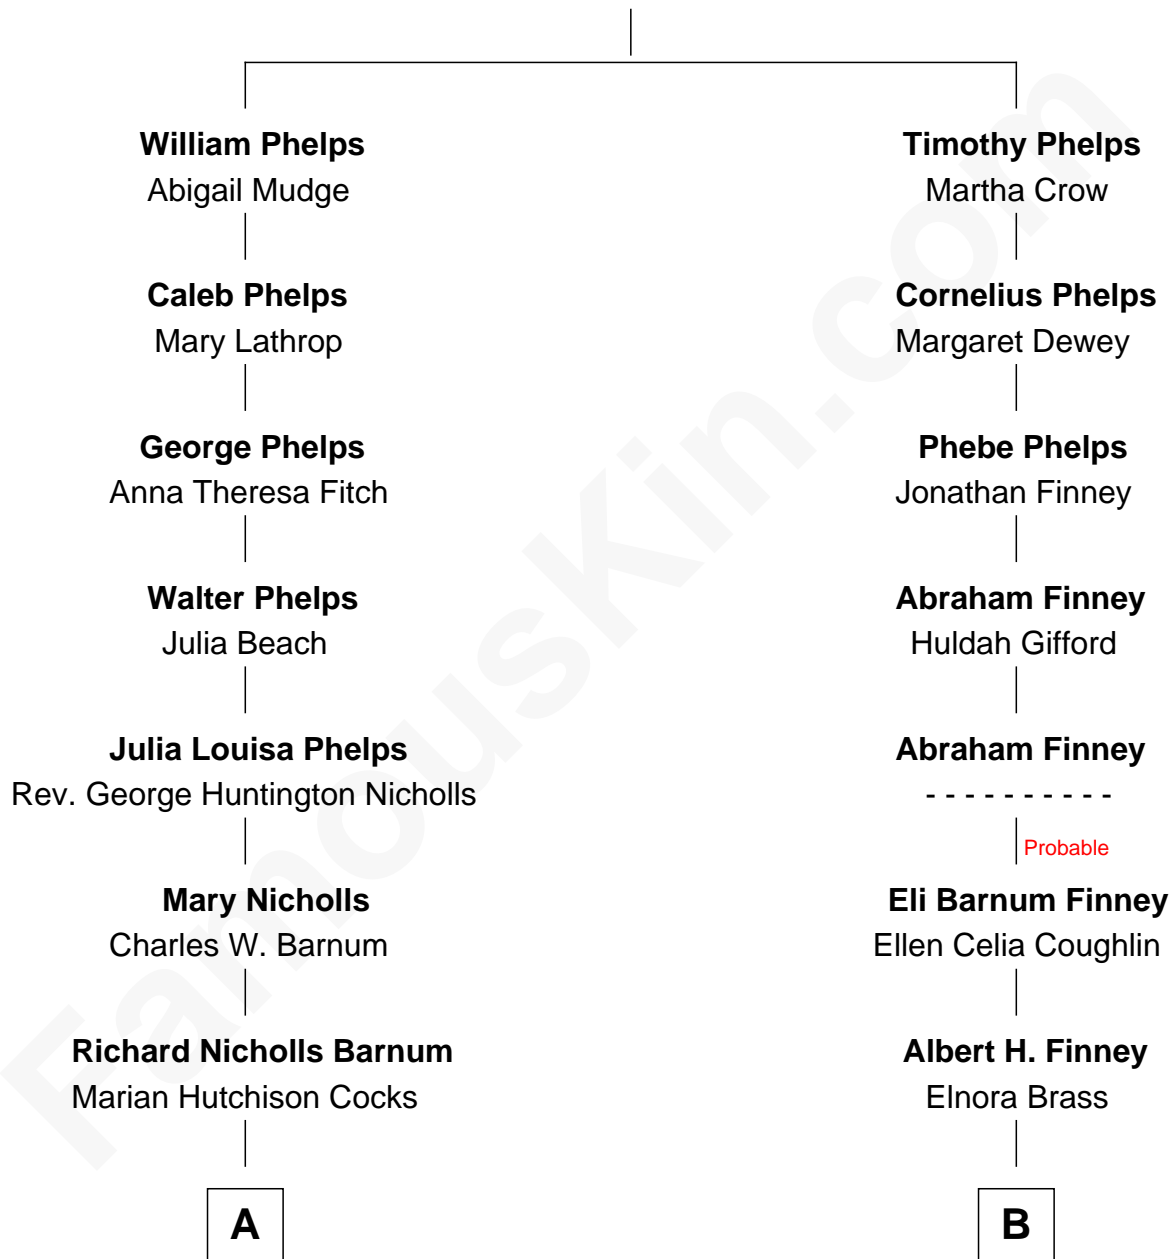 William Phelps
Abigail Mudge
Caleb Phelps
Mary Lathrop
George Phelps
Anna Theresa Fitch
Walter Phelps
Julia Beach
Julia Louisa Phelps
Rev. George Huntington Nicholls
Mary Nicholls
Charles W. Barnum
Richard Nicholls Barnum
Marian Hutchison Cocks
A
Timothy Phelps
Martha Crow
Cornelius Phelps
Margaret Dewey
Phebe Phelps
Jonathan Finney
Abraham Finney
Huldah Gifford
Abraham Finney
- - - - - - - - - -
Probable
Eli Barnum Finney
Ellen Celia Coughlin
Albert H. Finney
Elnora Brass
B
FamousKin.com